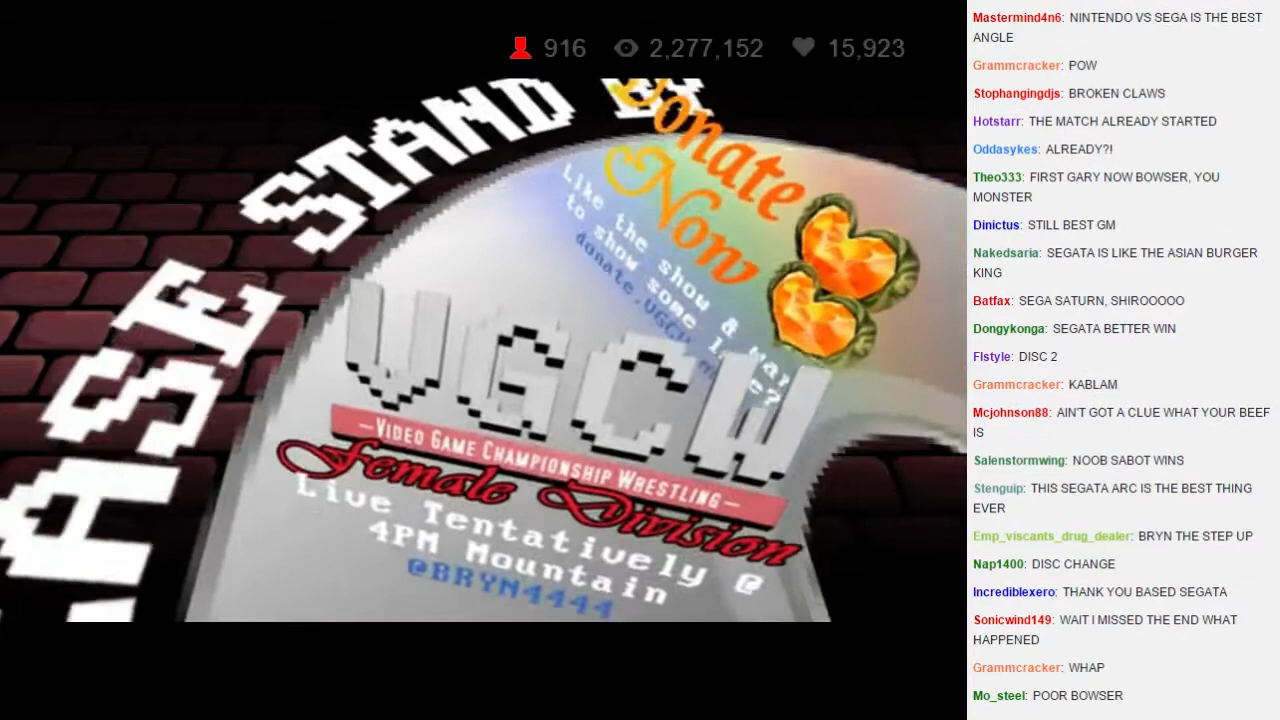 916 2,277,152 15,923
STAND BY
ASE
Donate
Now
Like the show & wan
to show some l e?
donate.VGCW.n
VGCW
—VIDEO GAME CHAMPIONSHIP WRESTLING—
Female Division
Live Tentatively @
4PM Mountain
@BRYN4444
Mastermind4n6: NINTENDO VS SEGA IS THE BEST
ANGLE
Grammcracker: POW
Stophangingdjs: BROKEN CLAWS
Hotstarr: THE MATCH ALREADY STARTED
Oddasykes: ALREADY?!
Theo333: FIRST GARY NOW BOWSER, YOU
MONSTER
Dinictus: STILL BEST GM
Nakedsaria: SEGATA IS LIKE THE ASIAN BURGER
KING
Batfax: SEGA SATURN, SHIROOOOO
Dongykonga: SEGATA BETTER WIN
Flstyle: DISC 2
Grammcracker: KABLAM
Mcjohnson88: AIN'T GOT A CLUE WHAT YOUR BEEF
IS
Salenstormwing: NOOB SABOT WINS
Stenguip: THIS SEGATA ARC IS THE BEST THING
EVER
Emp_viscants_drug_dealer: BRYN THE STEP UP
Nap1400: DISC CHANGE
Incrediblexero: THANK YOU BASED SEGATA
Sonicwind149: WAIT I MISSED THE END WHAT
HAPPENED
Grammcracker: WHAP
Mo_steel: POOR BOWSER